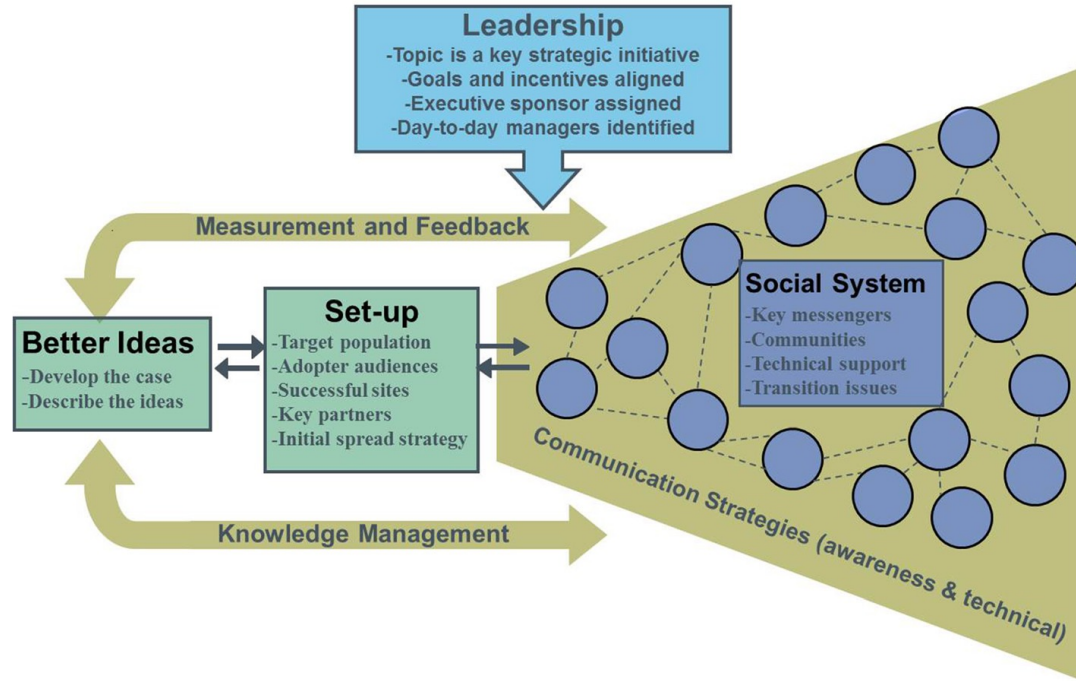 Leadership
-Topic is a key strategic initiative
-Goals and incentives aligned
-Executive sponsor assigned
-Day-to-day managers identified
Measurement and Feedback
Better Ideas
-Develop the case
-Describe the ideas
Set-up
-Target population
-Adopter audiences
-Successful sites
-Key partners
-Initial spread strategy
Social System
-Key messengers
-Communities
-Technical support
-Transition issues
Knowledge Management
Communication Strategies (awareness & technical)